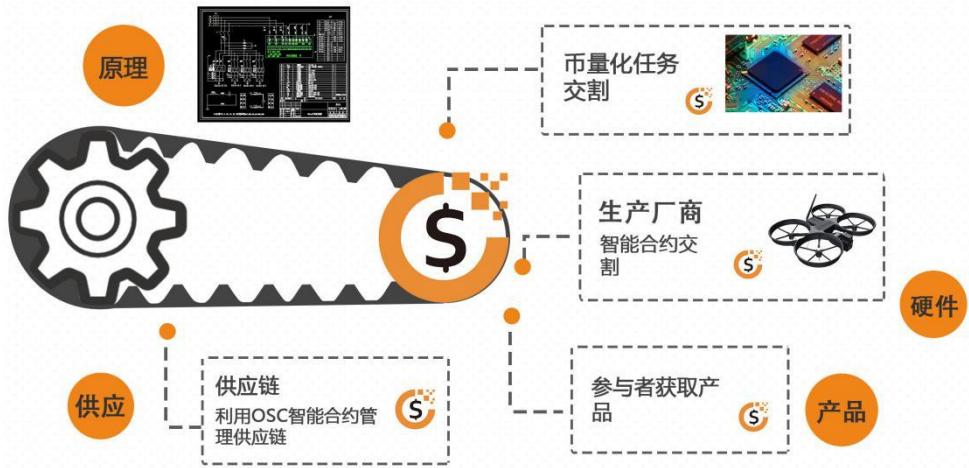 原理
币量化任务
交割
$
生产厂商
智能合约交
割
$
硬件
$
供应
供应链
利用OSC智能合约管
理供应链
$
参与者获取产
品
$
产品